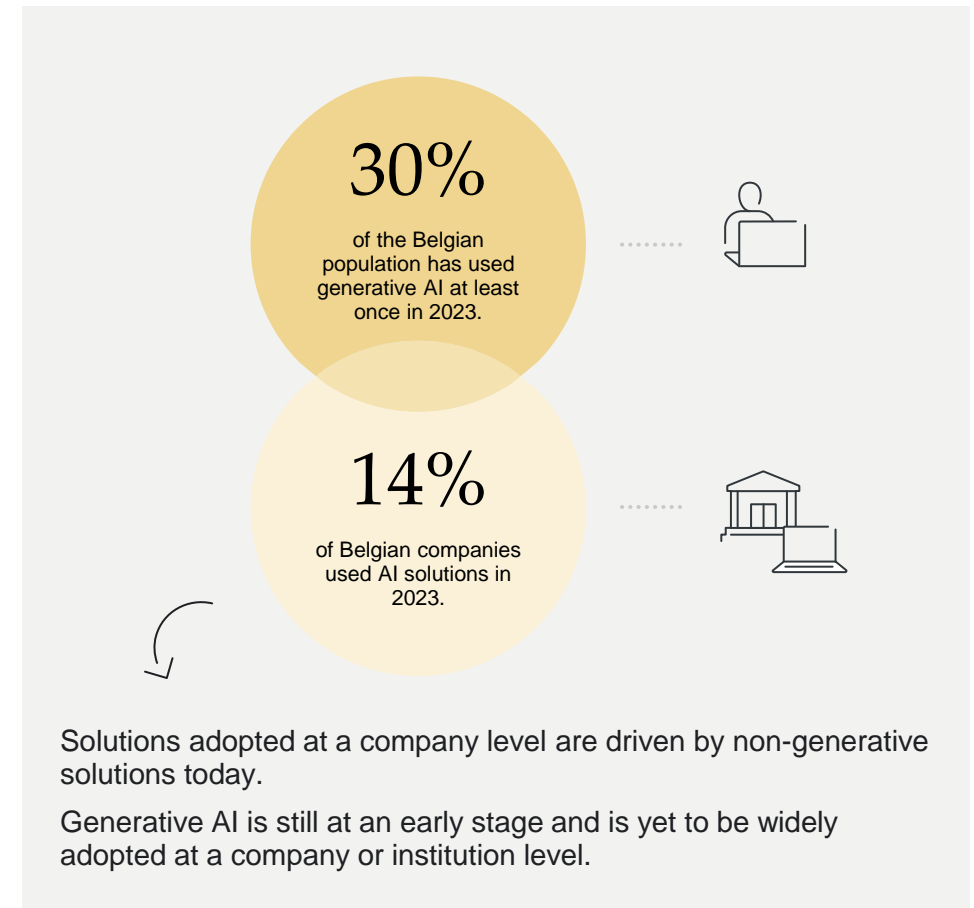 30%
of the Belgian
population has used
generative AI at least
once in 2023.
14%
of Belgian companies
used AI solutions in
2023.
Solutions adopted at a company level are driven by non-generative
solutions today.
Generative AI is still at an early stage and is yet to be widely
adopted at a company or institution level.